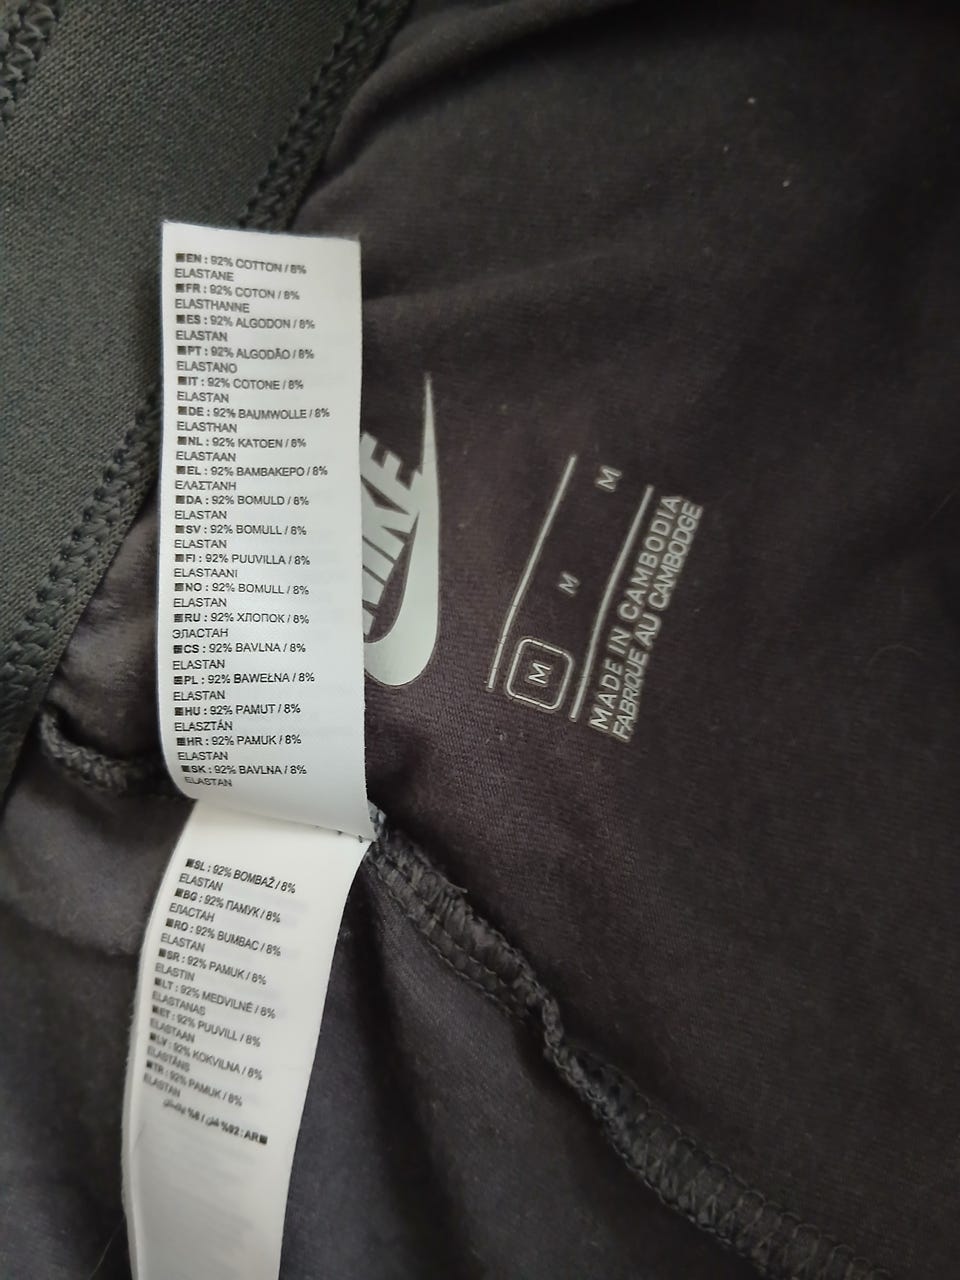 EN : 92% COTTON / 8%
ELASTANE
FR : 92% COTON / 8%
ELASTHANNE
ES : 92% ALGODON / 8%
ELASTAN
PT : 92% ALGODÃO / 8%
ELASTANO
IT : 92% COTONE / 8%
ELASTAN
DE : 92% BAUMWOLLE / 8%
ELASTHAN
NL : 92% KATOEN / 8%
ELASTAAN
EL : 92% ΒΑΜΒΑΚΕΡΟ / 8%
ΕΛΑΣΤΑΝΗ
DA : 92% BOMULD / 8%
ELASTAN
SV : 92% BOMULL / 8%
ELASTAN
FI : 92% PUUVILLA / 8%
ELASTAANI
NO : 92% BOMULL / 8%
ELASTAN
RU : 92% ХЛОПОК / 8%
ЭЛАСТАН
CS : 92% BAVLNA / 8%
ELASTAN
PL : 92% BAWEŁNA / 8%
ELASTAN
HU : 92% PAMUT / 8%
ELASZTÁN
HR : 92% PAMUK / 8%
ELASTAN
SK : 92% BAVLNA / 8%
ELASTAN
SL : 92% BOMBAŽ / 8%
ELASTAN
BG : 92% ПАМУК / 8%
ЕЛАСТАН
RO : 92% BUMBAC / 8%
ELASTAN
SR : 92% PAMUK / 8%
ELASTIN
LT : 92% MEDVILNĖ / 8%
ELASTANAS
ET : 92% PUUVILL / 8%
ELASTAAN
LV : 92% KOKVILNA / 8%
ELASTĀNS
TR : 92% PAMUK / 8%
ELASTAN
AR : %92 قطن / %8
NIKE
M
M
M
MADE IN CAMBODIA
FABRIQUE AU CAMBODGE